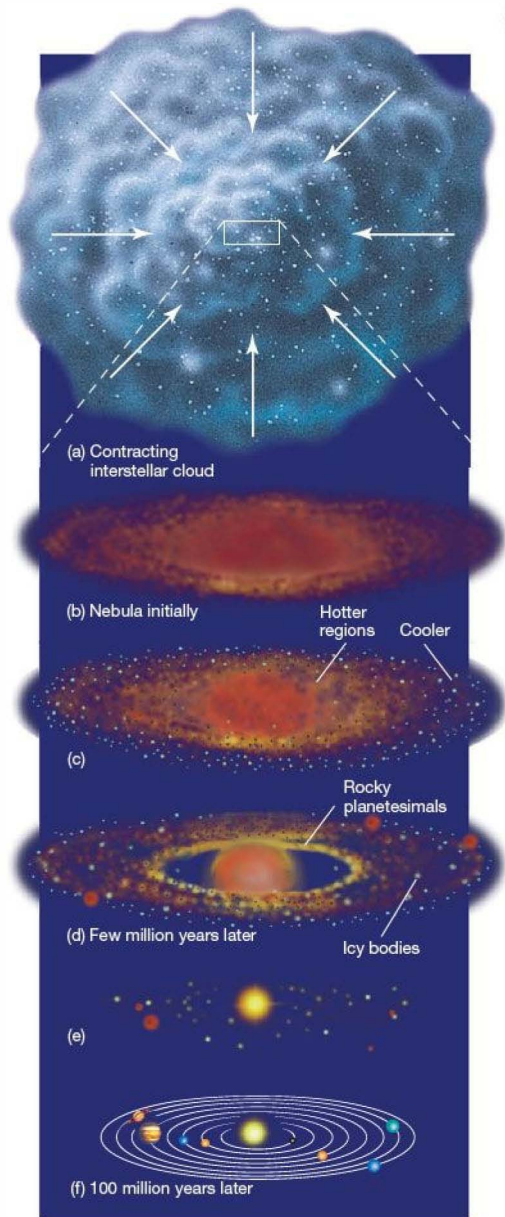 (a) Contracting
interstellar cloud
(b) Nebula initially
Hotter
regions
Cooler
(c)
Rocky
planetesimals
(d) Few million years later
Icy bodies
(e)
(f) 100 million years later